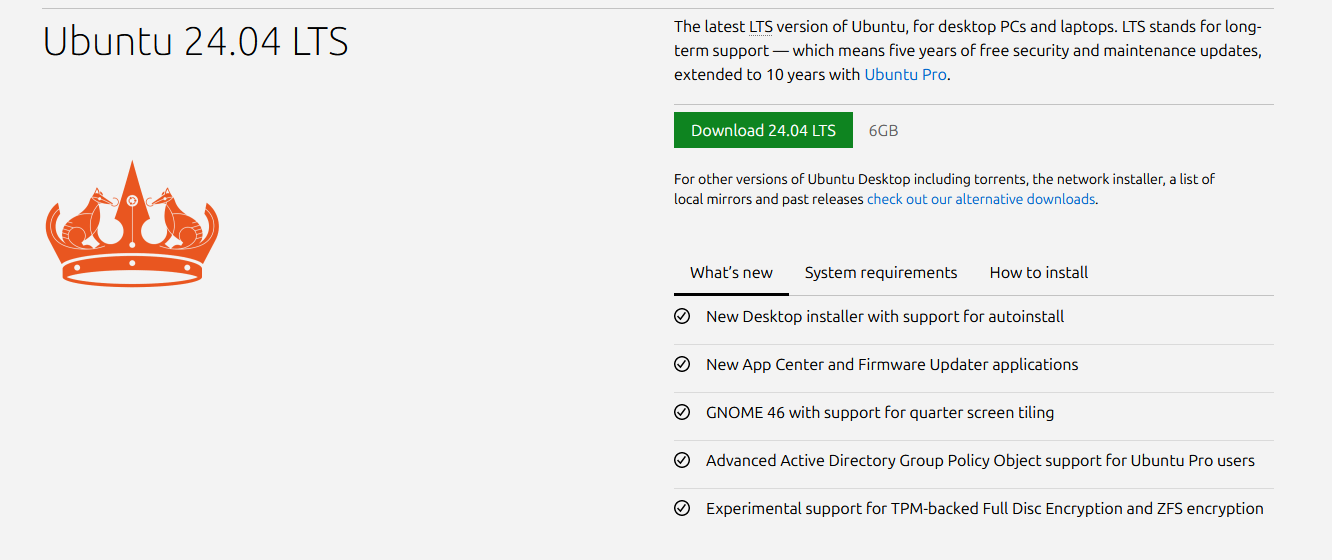 Ubuntu 24.04 LTS
The latest LTS version of Ubuntu, for desktop PCs and laptops. LTS stands for long-
term support — which means five years of free security and maintenance updates,
extended to 10 years with Ubuntu Pro.
Download 24.04 LTS 6GB
For other versions of Ubuntu Desktop including torrents, the network installer, a list of
local mirrors and past releases check out our alternative downloads.
What’s new System requirements How to install
New Desktop installer with support for autoinstall
New App Center and Firmware Updater applications
GNOME 46 with support for quarter screen tiling
Advanced Active Directory Group Policy Object support for Ubuntu Pro users
Experimental support for TPM-backed Full Disc Encryption and ZFS encryption